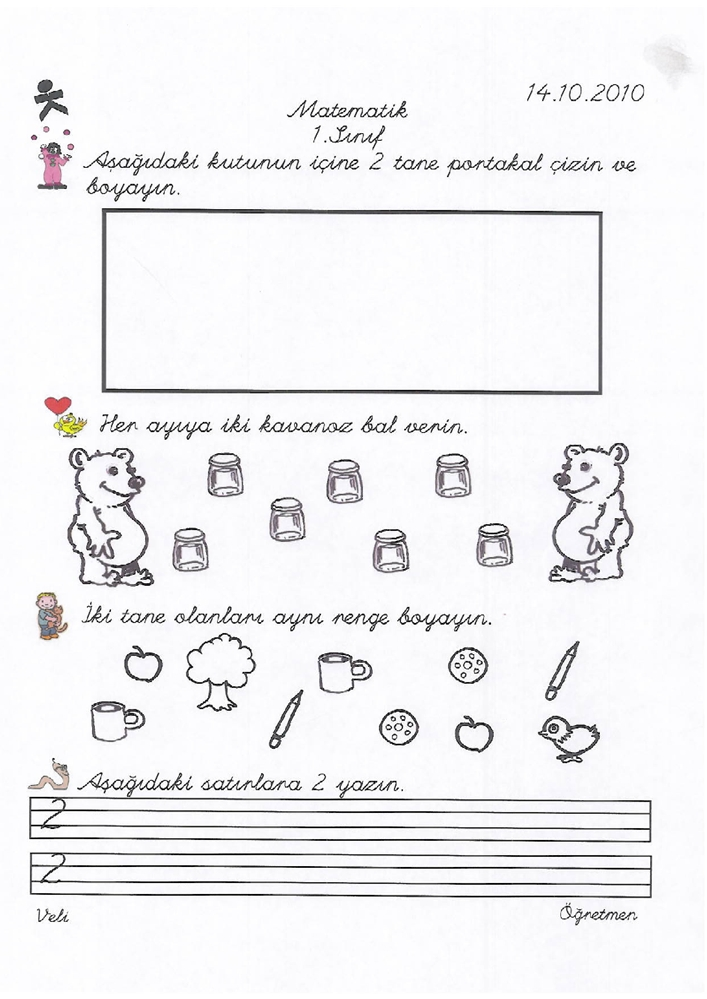 14.10.2010
Matematik
1.Sınıf
Aşağıdaki kutunun içine 2 tane portakal çizin ve
boyayın.
Her ayıya iki kavanoz bal verin.
İki tane olanları aynı renge boyayın.
Aşağıdaki satırlara 2 yazın.
2
2
Veli Öğretmen